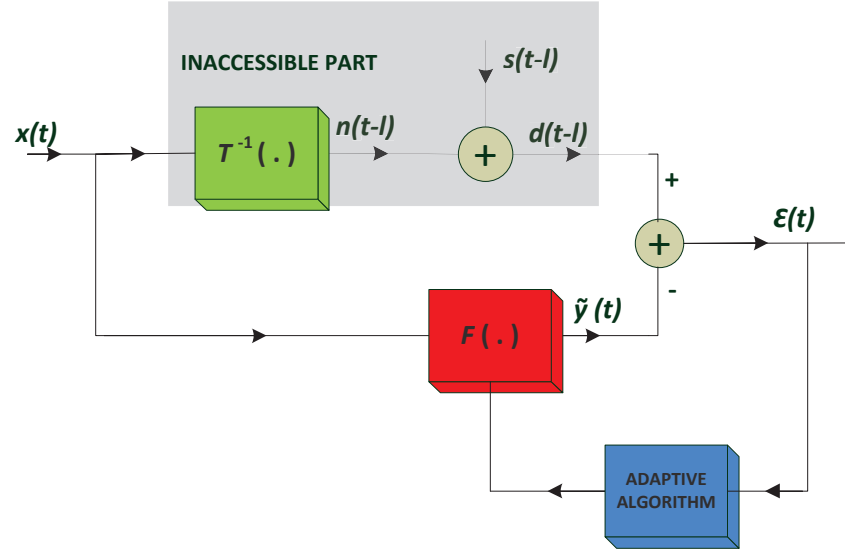 INACCESSIBLE PART
s(t-l)
x(t)
T⁻¹( . )
n(t-l)
+
d(t-l)
+
+
ε(t)
-
F( . )
ỹ (t)
ADAPTIVE
ALGORITHM